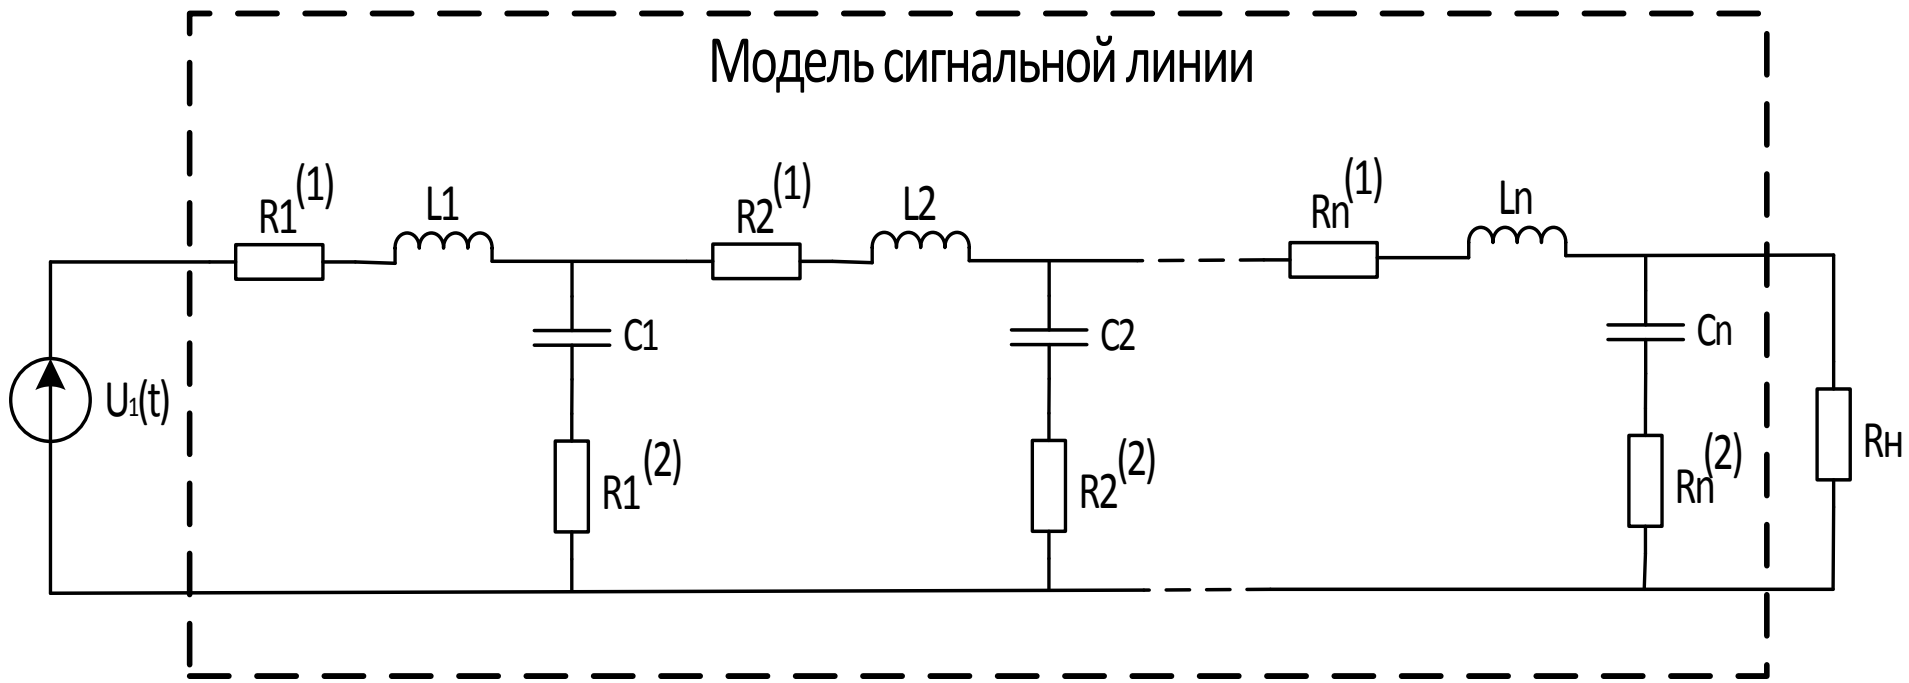 Модель сигнальной линии
R1(1)
L1
R2(1)
L2
Rn(1)
Ln
C1
C2
Cn
U1(t)
R1(2)
R2(2)
Rn(2)
Rн